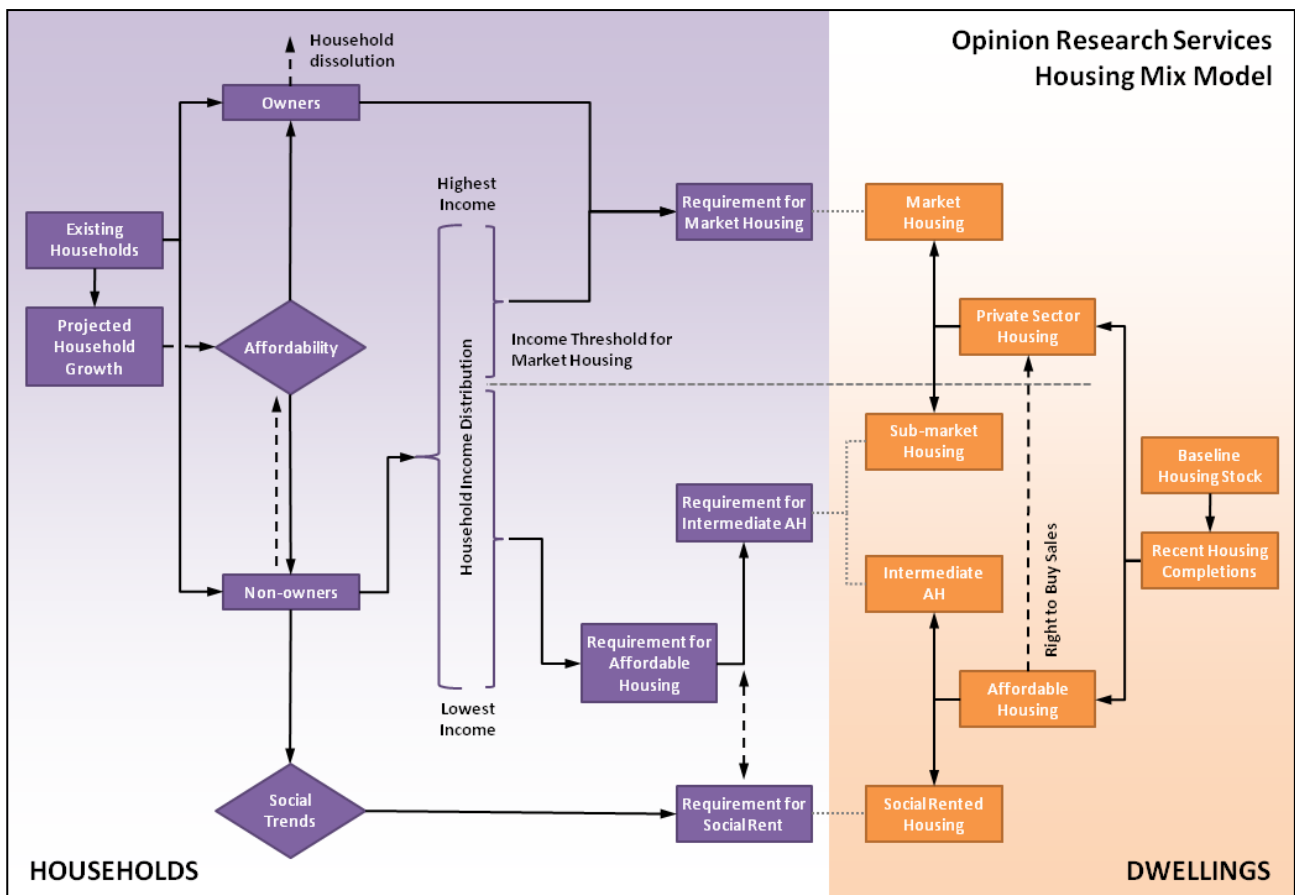 Household
dissolution
Opinion Research Services
Housing Mix Model
Owners
Highest
Income
Requirement for
Market Housing
Market
Housing
Existing
Households
Projected
Household
Growth
Affordability
Income Threshold for
Market Housing
Private Sector
Housing
Household Income Distribution
Sub-market
Housing
Baseline
Housing Stock
Requirement for
Intermediate AH
Right to Buy Sales
Recent Housing
Completions
Non-owners
Intermediate
AH
Requirement for
Affordable
Housing
Affordable
Housing
Lowest
Income
Social
Trends
Requirement for
Social Rent
Social Rented
Housing
HOUSEHOLDS
DWELLINGS